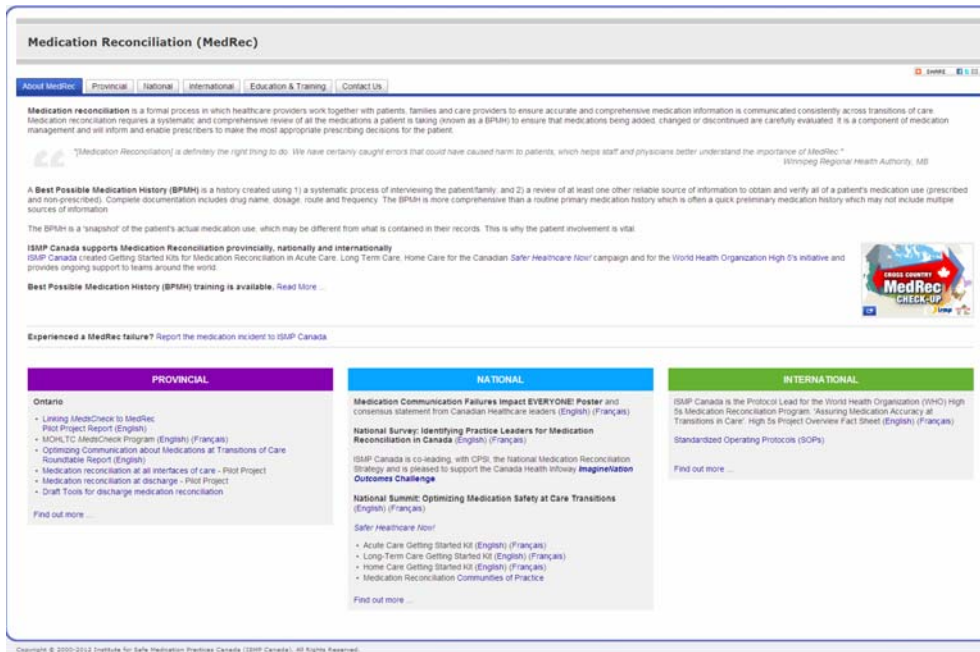 Medication Reconciliation (MedRec)
SHARE
About MedRec
Provincial
National
International
Education & Training
Contact Us
Medication reconciliation is a formal process in which healthcare providers work together with patients, families and care providers to ensure accurate and comprehensive medication information is communicated consistently across transitions of care.
Medication reconciliation requires a systematic and comprehensive review of all the medications a patient is taking (known as a BPMH) to ensure that medications being added, changed or discontinued are carefully evaluated. It is a component of medication
management and will inform and enable prescribers to make the most appropriate prescribing decisions for the patient.
"[Medication Reconciliation] is definitely the right thing to do. We have certainly caught errors that could have caused harm to patients, which helps staff and physicians better understand the importance of MedRec."
Winnipeg Regional Health Authority, MB
A Best Possible Medication History (BPMH) is a history created using 1) a systematic process of interviewing the patient/family; and 2) a review of at least one other reliable source of information to obtain and verify all of a patient's medication use (prescribed
and non-prescribed). Complete documentation includes drug name, dosage, route and frequency. The BPMH is more comprehensive than a routine primary medication history which is often a quick preliminary medication history which may not include multiple
sources of information.
The BPMH is a 'snapshot' of the patient's actual medication use, which may be different from what is contained in their records. This is why the patient involvement is vital.
ISMP Canada supports Medication Reconciliation provincially, nationally and internationally
ISMP Canada created Getting Started Kits for Medication Reconciliation in Acute Care, Long Term Care, Home Care for the Canadian Safer Healthcare Now! campaign and for the World Health Organization High 5's initiative and
provides ongoing support to teams around the world.
Best Possible Medication History (BPMH) training is available. Read More ...
CROSS COUNTRY
MedRec
CHECK-UP
ismp
Experienced a MedRec failure? Report the medication incident to ISMP Canada
PROVINCIAL
Ontario
• Linking MedsCheck to MedRec
Pilot Project Report (English)
• MOHLTC MedsCheck Program (English) (Français)
• Optimizing Communication about Medications at Transitions of Care
Roundtable Report (English)
• Medication reconciliation at all interfaces of care - Pilot Project
• Medication reconciliation at discharge - Pilot Project
• Draft Tools for discharge medication reconciliation
Find out more ...
NATIONAL
Medication Communication Failures Impact EVERYONE! Poster and
consensus statement from Canadian Healthcare leaders (English) (Français)
National Survey: Identifying Practice Leaders for Medication
Reconciliation in Canada (English) (Français)
ISMP Canada is co-leading, with CPSI, the National Medication Reconciliation
Strategy and is pleased to support the Canada Health Infoway ImagineNation
Outcomes Challenge
National Summit: Optimizing Medication Safety at Care Transitions
(English) (Français)
Safer Healthcare Now!
• Acute Care Getting Started Kit (English) (Français)
• Long-Term Care Getting Started Kit (English) (Français)
• Home Care Getting Started Kit (English) (Français)
• Medication Reconciliation Communities of Practice
Find out more ...
INTERNATIONAL
ISMP Canada is the Protocol Lead for the World Health Organization (WHO) High
5s Medication Reconciliation Program. 'Assuring Medication Accuracy at
Transitions in Care'. High 5s Project Overview Fact Sheet (English) (Français)
Standardized Operating Protocols (SOPs)
Find out more ...
Copyright © 2000-2012 Institute for Safe Medication Practices Canada (ISMP Canada). All Rights Reserved.